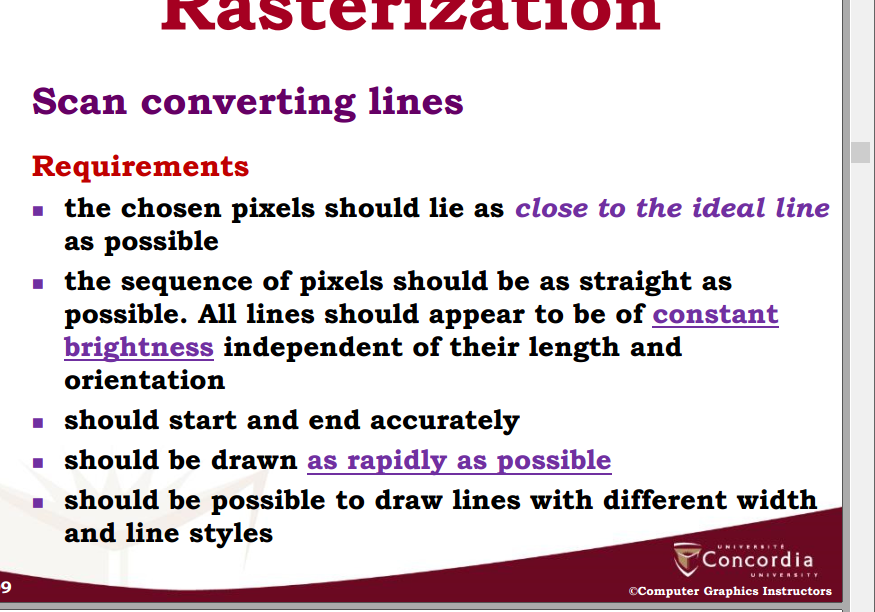 Rasterization
Scan converting lines
Requirements
▪ the chosen pixels should lie as close to the ideal line
as possible
▪ the sequence of pixels should be as straight as
possible. All lines should appear to be of constant
brightness independent of their length and
orientation
▪ should start and end accurately
▪ should be drawn as rapidly as possible
▪ should be possible to draw lines with different width
and line styles
UNIVERSITÉ
Concordia
UNIVERSITY
9
©Computer Graphics Instructors